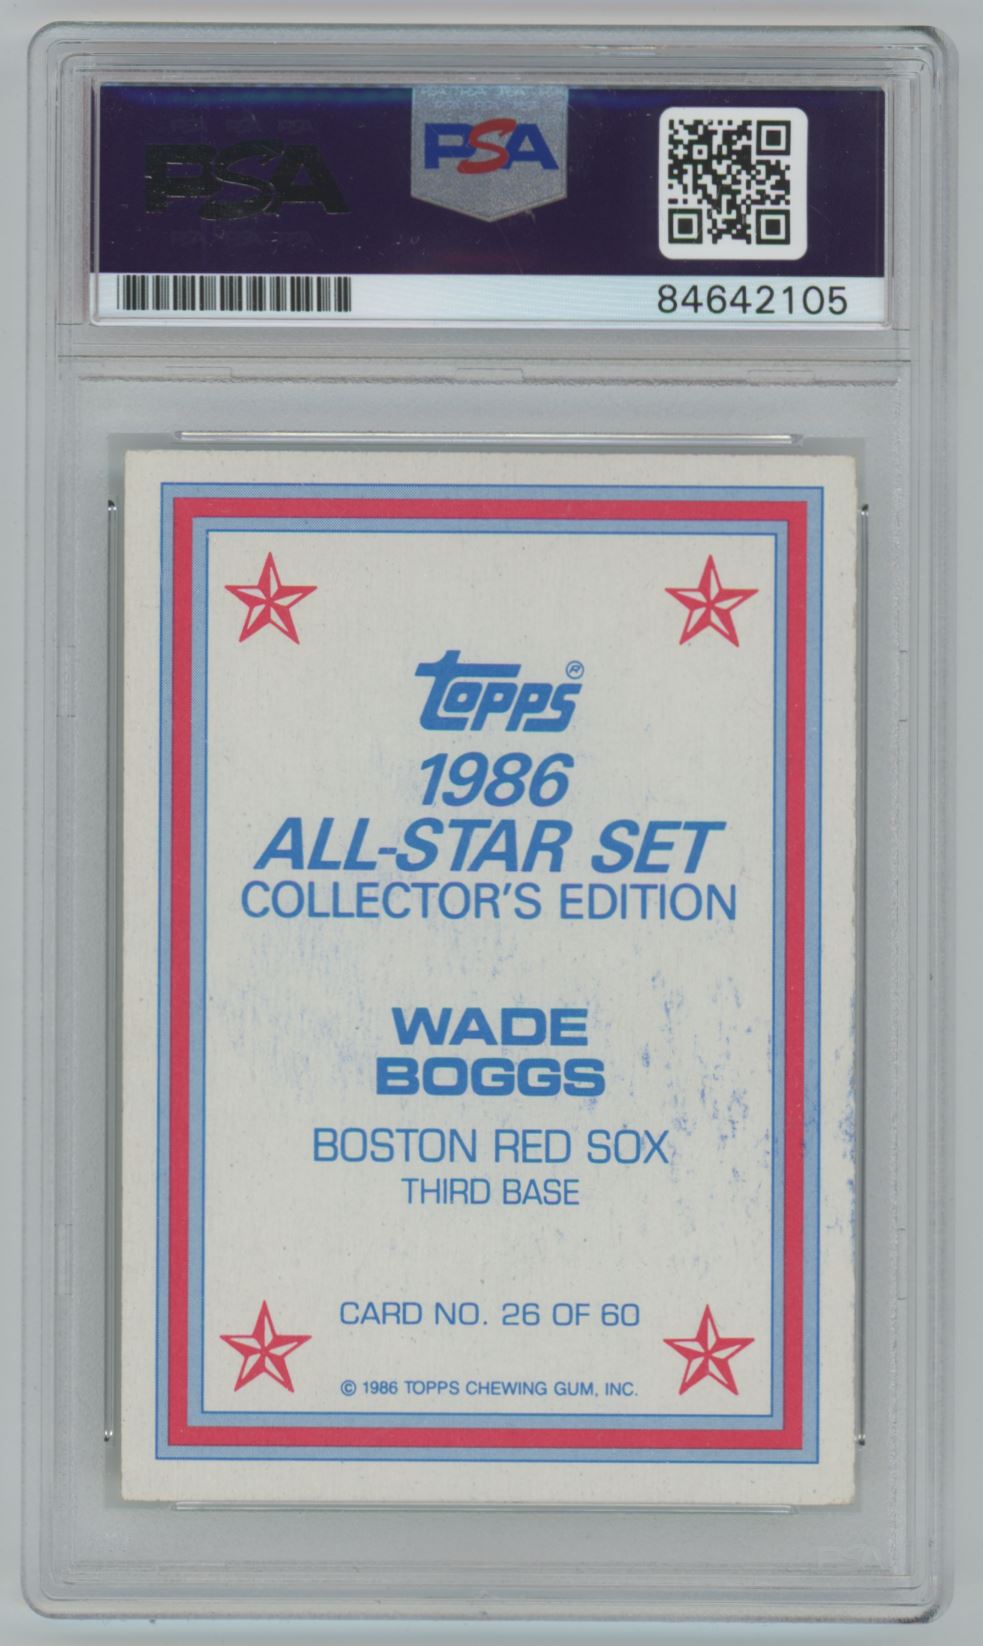 PSA
PSA
84642105
topps®
1986
ALL-STAR SET
COLLECTOR'S EDITION
WADE
BOGGS
BOSTON RED SOX
THIRD BASE
CARD NO. 26 OF 60
© 1986 TOPPS CHEWING GUM, INC.
PSA